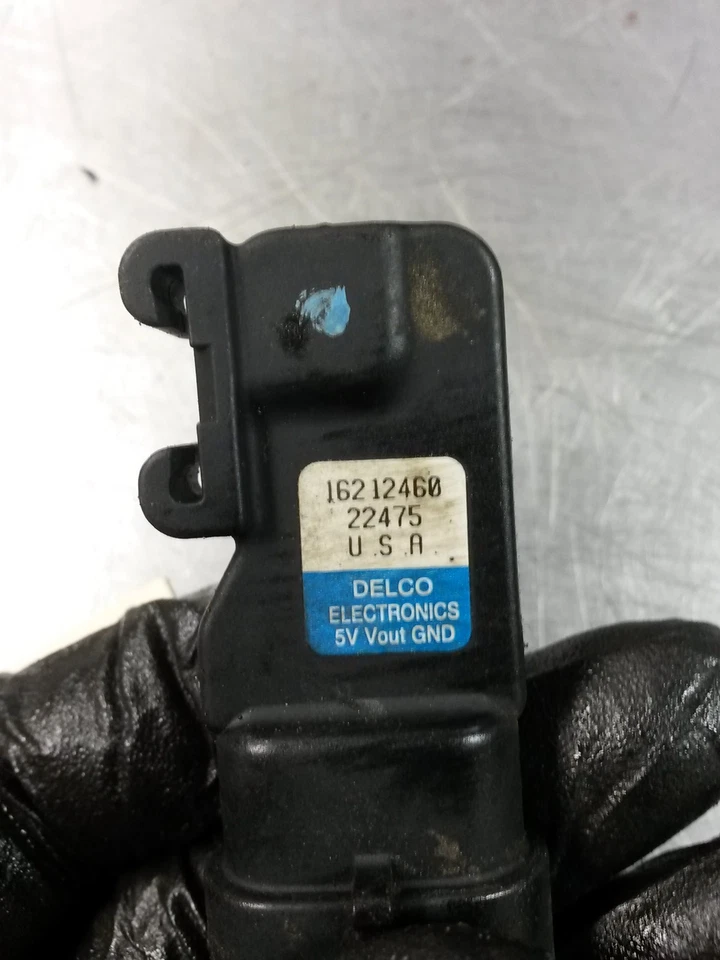 16212460
22475
U.S.A.
DELCO
ELECTRONICS
5V Vout GND